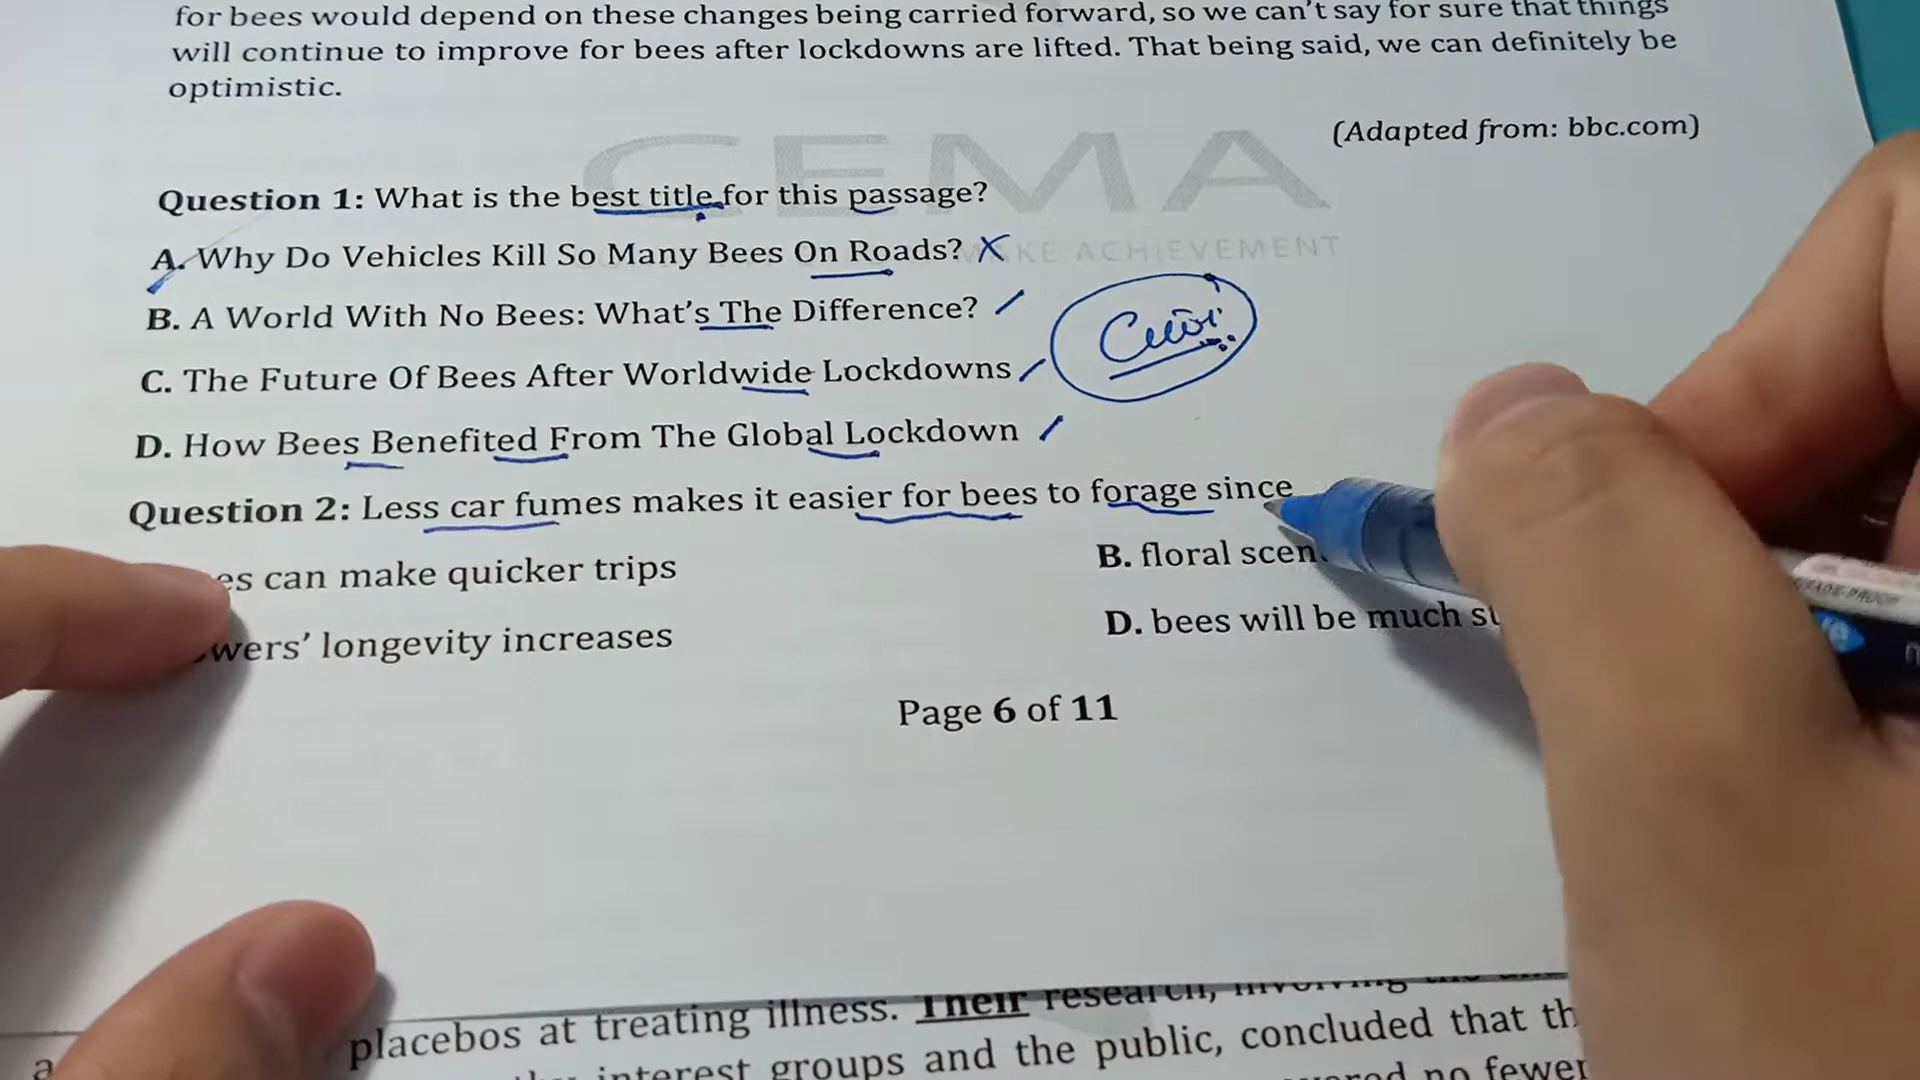 for bees would depend on these changes being carried forward, so we can't say for sure that things
will continue to improve for bees after lockdowns are lifted. That being said, we can definitely be
optimistic.
(Adapted from: bbc.com)
CEMA
MAKE ACHIEVEMENT
Question 1: What is the best title for this passage?
A. Why Do Vehicles Kill So Many Bees On Roads? X
B. A World With No Bees: What's The Difference?
C. The Future Of Bees After Worldwide Lockdowns
D. How Bees Benefited From The Global Lockdown
Question 2: Less car fumes makes it easier for bees to forage since
can make quicker trips
B. floral
longevity increases
D. bees will be much
Page 6 of 11
placebos at treating illness. Their research,
interest groups and the public, concluded that
no fewer